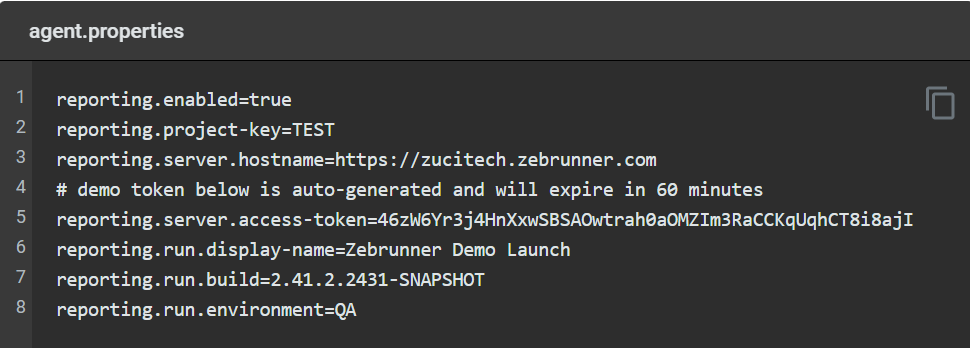 agent.properties
1 reporting.enabled=true
2 reporting.project-key=TEST
3 reporting.server.hostname=https://zucitech.zebrunner.com
4 # demo token below is auto-generated and will expire in 60 minutes
5 reporting.server.access-token=46zW6Yr3j4HnXxwSBSAOwtrah0aOMZIm3RaCCKqUqhCT8i8ajI
6 reporting.run.display-name=Zebrunner Demo Launch
7 reporting.run.build=2.41.2.2431-SNAPSHOT
8 reporting.run.environment=QA